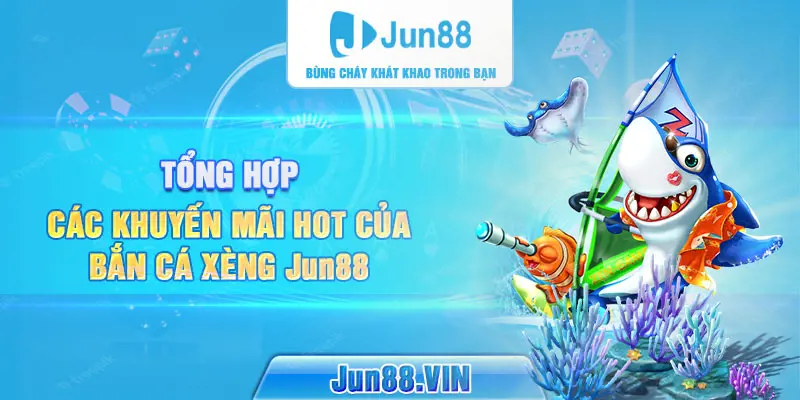 Jun88
BÙNG CHÁY KHÁT KHAO TRONG BẠN
TỔNG HỢP
CÁC KHUYẾN MÃI HOT CỦA
BẮN CÁ XÈNG Jun88
Z
Jun88.VIN